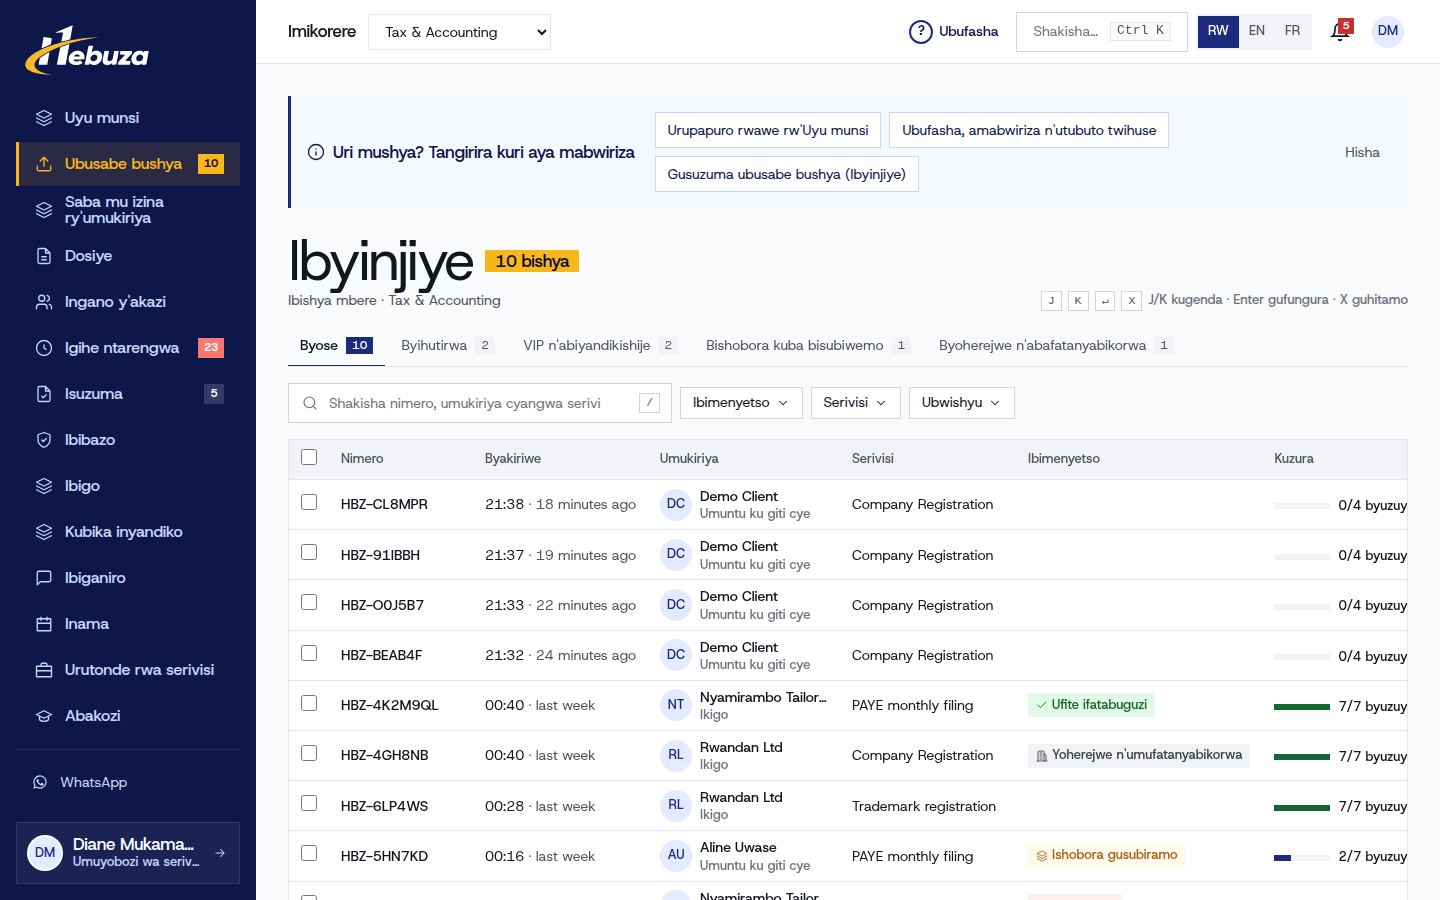 Hebuza
Uyu munsi
Ubusabe bushya 10
Saba mu izina
ry'umukiriya
Dosiye
Ingano y'akazi
Igihe ntarengwa 23
Isuzuma 5
Ibibazo
Ibigo
Kubika inyandiko
Ibiganiro
Inama
Urutonde rwa serivisi
Abakozi
WhatsApp
DM Diane Mukama...
Umuyobozi wa seriv...
Imikorere Tax & Accounting ? Ubufasha Shakisha... Ctrl K RW EN FR 5 DM
Uri mushya? Tangirira kuri aya mabwiriza
Urupapuro rwawe rw'Uyu munsi Ubufasha, amabwiriza n'utubuto twihuse
Gusuzuma ubusabe bushya (Ibyinjiye)
Hisha
Ibyinjiye 10 bishya
Ibishya mbere · Tax & Accounting J K ↵ X J/K kugenda · Enter gufungura · X guhitamo
Byose 10 Byihutirwa 2 VIP n'abiyandikishije 2 Bishobora kuba bisubiwemo 1 Byoherejwe n'abafatanyabikorwa 1
Shakisha nimero, umukiriya cyangwa serivi / Ibimenyetso Serivisi Ubwishyu
Nimero Byakiriwe Umukiriya Serivisi Ibimenyetso Kuzura
HBZ-CL8MPR 21:38 · 18 minutes ago DC Demo Client Company Registration 0/4 byuzuy
Umuntu ku giti cye
HBZ-91IBBH 21:37 · 19 minutes ago DC Demo Client Company Registration 0/4 byuzuy
Umuntu ku giti cye
HBZ-O0J5B7 21:33 · 22 minutes ago DC Demo Client Company Registration 0/4 byuzuy
Umuntu ku giti cye
HBZ-BEAB4F 21:32 · 24 minutes ago DC Demo Client Company Registration 0/4 byuzuy
Umuntu ku giti cye
HBZ-4K2M9QL 00:40 · last week NT Nyamirambo Tailor... PAYE monthly filing Ufite ifatabuguzi 7/7 byuzuy
Ikigo
HBZ-4GH8NB 00:40 · last week RL Rwandan Ltd Company Registration Yoherejwe n'umufatanyabikorwa 7/7 byuzuy
Ikigo
HBZ-6LP4WS 00:28 · last week RL Rwandan Ltd Trademark registration 7/7 byuzuy
Ikigo
HBZ-5HN7KD 00:16 · last week AU Aline Uwase PAYE monthly filing Ishobora gusubiramo 2/7 byuzuy
Umuntu ku giti cye
Nyamirambo Tailor...